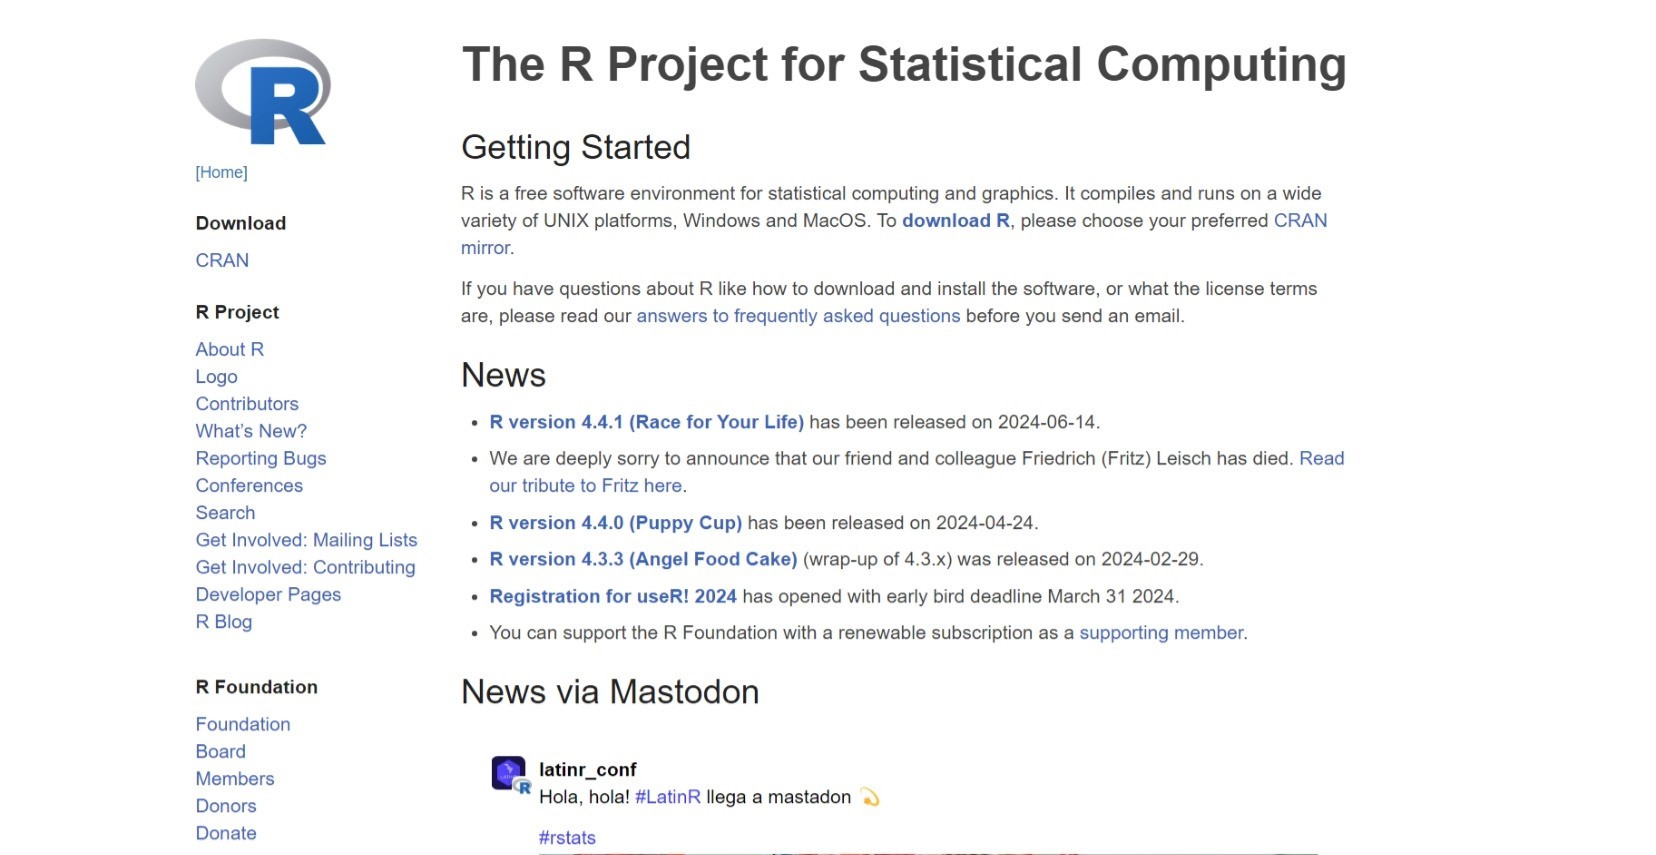 R
[Home]
Download
CRAN
R Project
About R
Logo
Contributors
What's New?
Reporting Bugs
Conferences
Search
Get Involved: Mailing Lists
Get Involved: Contributing
Developer Pages
R Blog
R Foundation
Foundation
Board
Members
Donors
Donate
The R Project for Statistical Computing
Getting Started
R is a free software environment for statistical computing and graphics. It compiles and runs on a wide
variety of UNIX platforms, Windows and MacOS. To download R, please choose your preferred CRAN
mirror.
If you have questions about R like how to download and install the software, or what the license terms
are, please read our answers to frequently asked questions before you send an email.
News
• R version 4.4.1 (Race for Your Life) has been released on 2024-06-14.
• We are deeply sorry to announce that our friend and colleague Friedrich (Fritz) Leisch has died. Read
our tribute to Fritz here.
• R version 4.4.0 (Puppy Cup) has been released on 2024-04-24.
• R version 4.3.3 (Angel Food Cake) (wrap-up of 4.3.x) was released on 2024-02-29.
• Registration for useR! 2024 has opened with early bird deadline March 31 2024.
• You can support the R Foundation with a renewable subscription as a supporting member.
News via Mastodon
latinr_conf
Hola, hola! #LatinR llega a mastadon 💫
#rstats